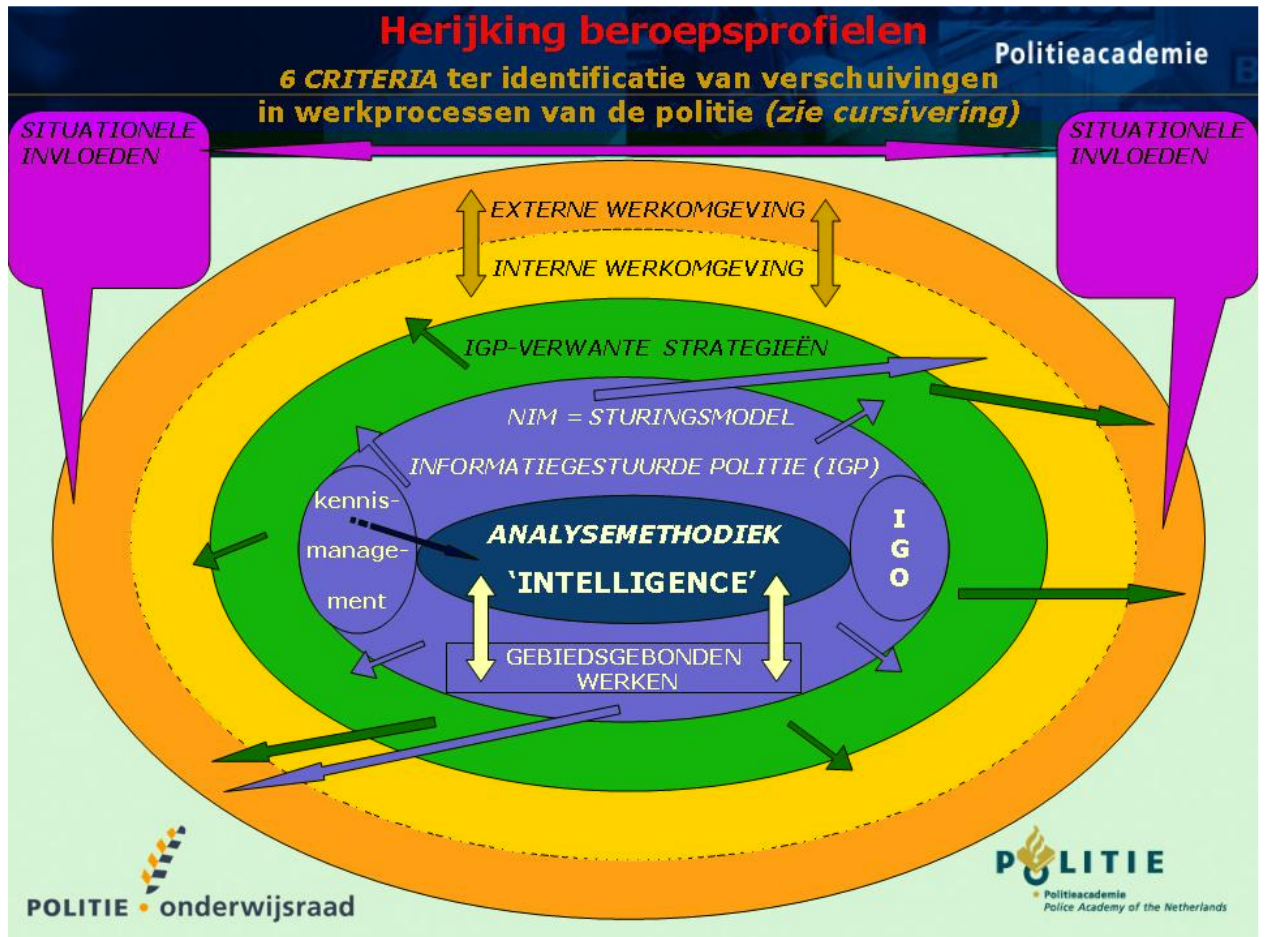 Herijking beroepsprofielen
Politieacademie
6 CRITERIA ter identificatie van verschuivingen
in werkprocessen van de politie (zie cursivering)
SITUATIONELE
INVLOEDEN
SITUATIONELE
INVLOEDEN
EXTERNE WERKOMGEVING
INTERNE WERKOMGEVING
IGP-VERWANTE STRATEGIEËN
NIM = STURINGSMODEL
INFORMATIEGESTUURDE POLITIE (IGP)
kennis-
manage-
ment
ANALYSEMETHODIEK
‘INTELLIGENCE’
I
G
O
GEBIEDSGEBONDEN
WERKEN
POLITIE • onderwijsraad
POLITIE
• Politieacademie
Police Academy of the Netherlands